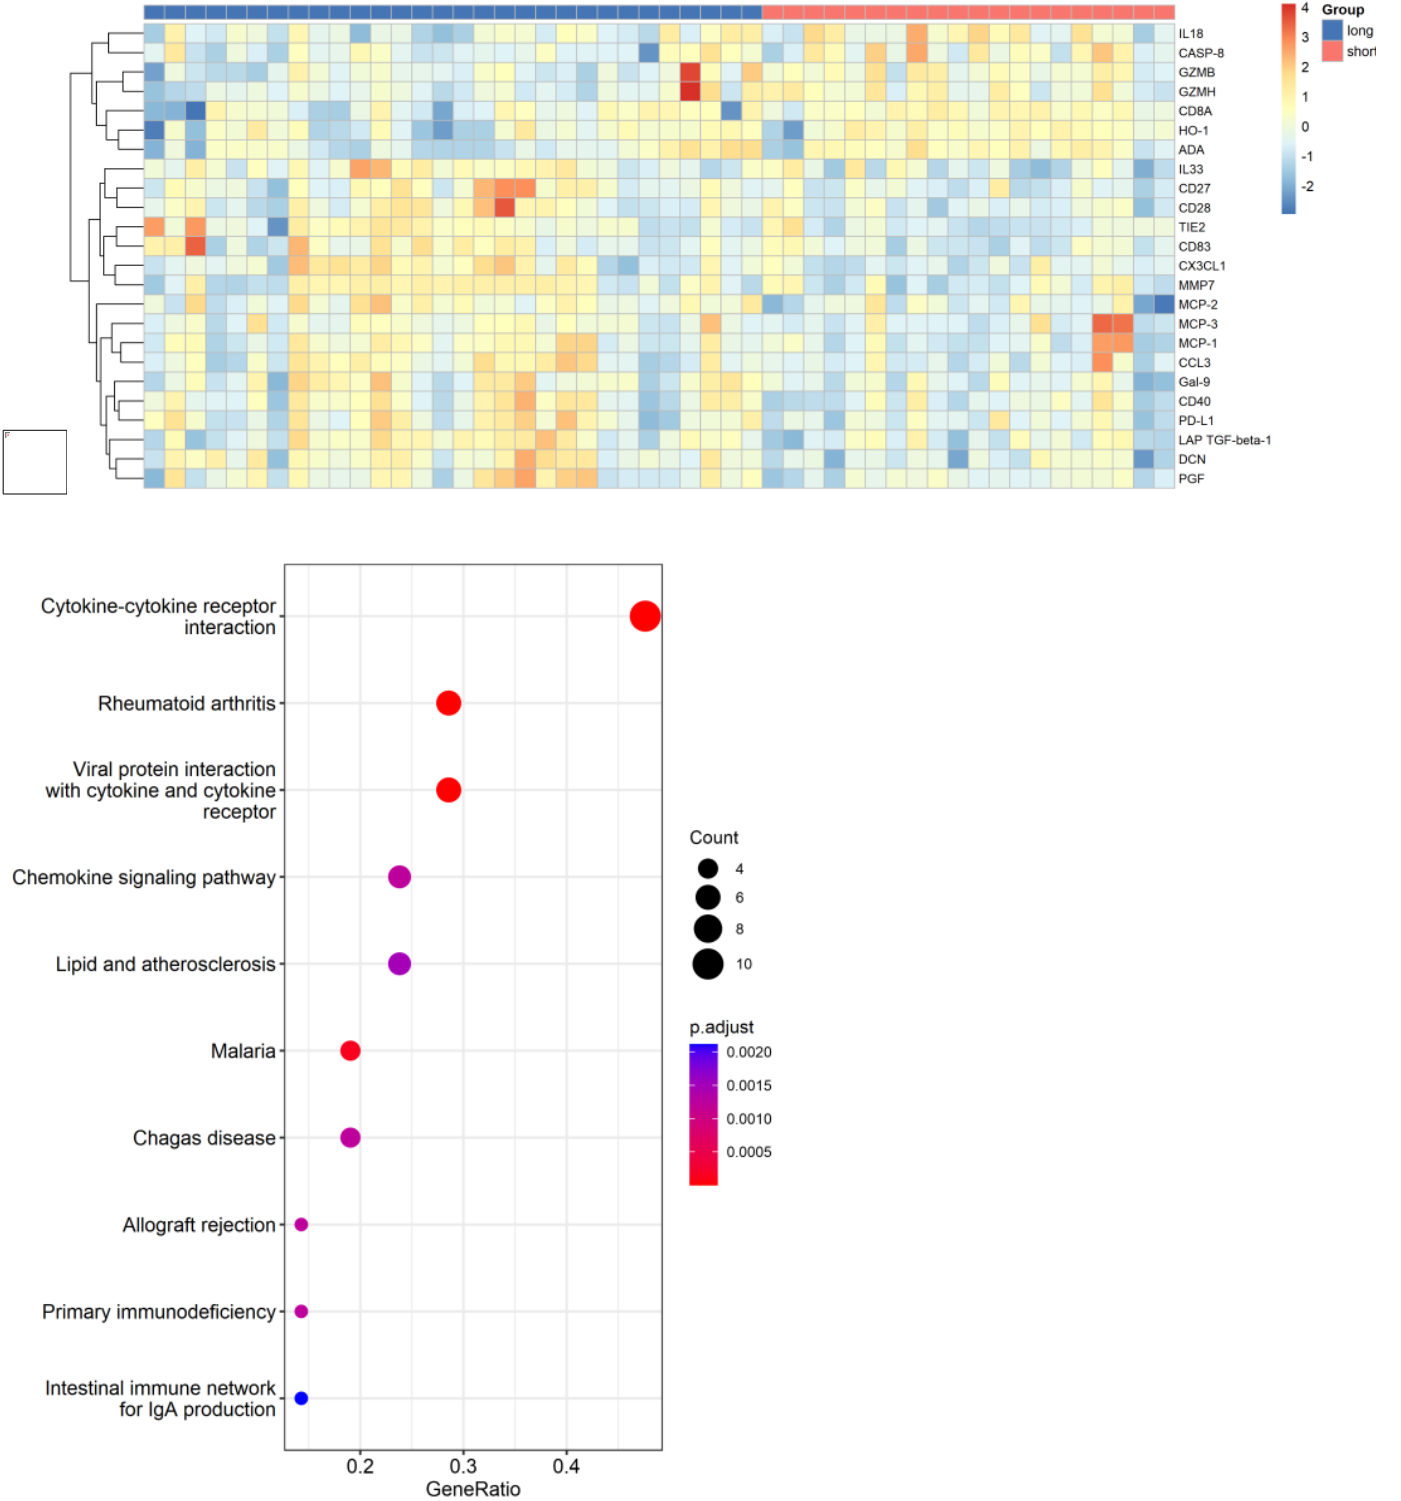 IL18
CASP-8
GZMB
GZMH
CD8A
HO-1
ADA
IL33
CD27
CD28
TIE2
CD83
CX3CL1
MMP7
MCP-2
MCP-3
MCP-1
CCL3
Gal-9
CD40
PD-L1
LAP TGF-beta-1
DCN
PGF
4
3
2
1
0
-1
-2
Group
long
short
Cytokine-cytokine receptor
interaction
Rheumatoid arthritis
Viral protein interaction
with cytokine and cytokine
receptor
Chemokine signaling pathway
Lipid and atherosclerosis
Malaria
Chagas disease
Allograft rejection
Primary immunodeficiency
Intestinal immune network
for IgA production
0.2
0.3
0.4
GeneRatio
Count
4
6
8
10
p.adjust
0.0020
0.0015
0.0010
0.0005